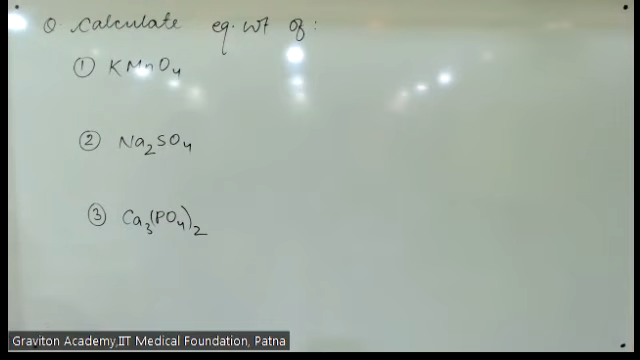 Q. Calculate eq. wt of :
① KMnO₄
② Na₂SO₄
③ Ca₃(PO₄)₂
Graviton Academy,IIT Medical Foundation, Patna